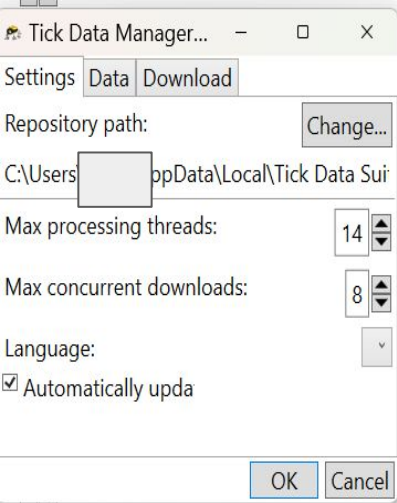 Tick Data Manager...
Settings Data Download
Repository path: Change...
C:\Users ppData\Local\Tick Data Sui
Max processing threads: 14
Max concurrent downloads: 8
Language:
Automatically upda
OK Cancel